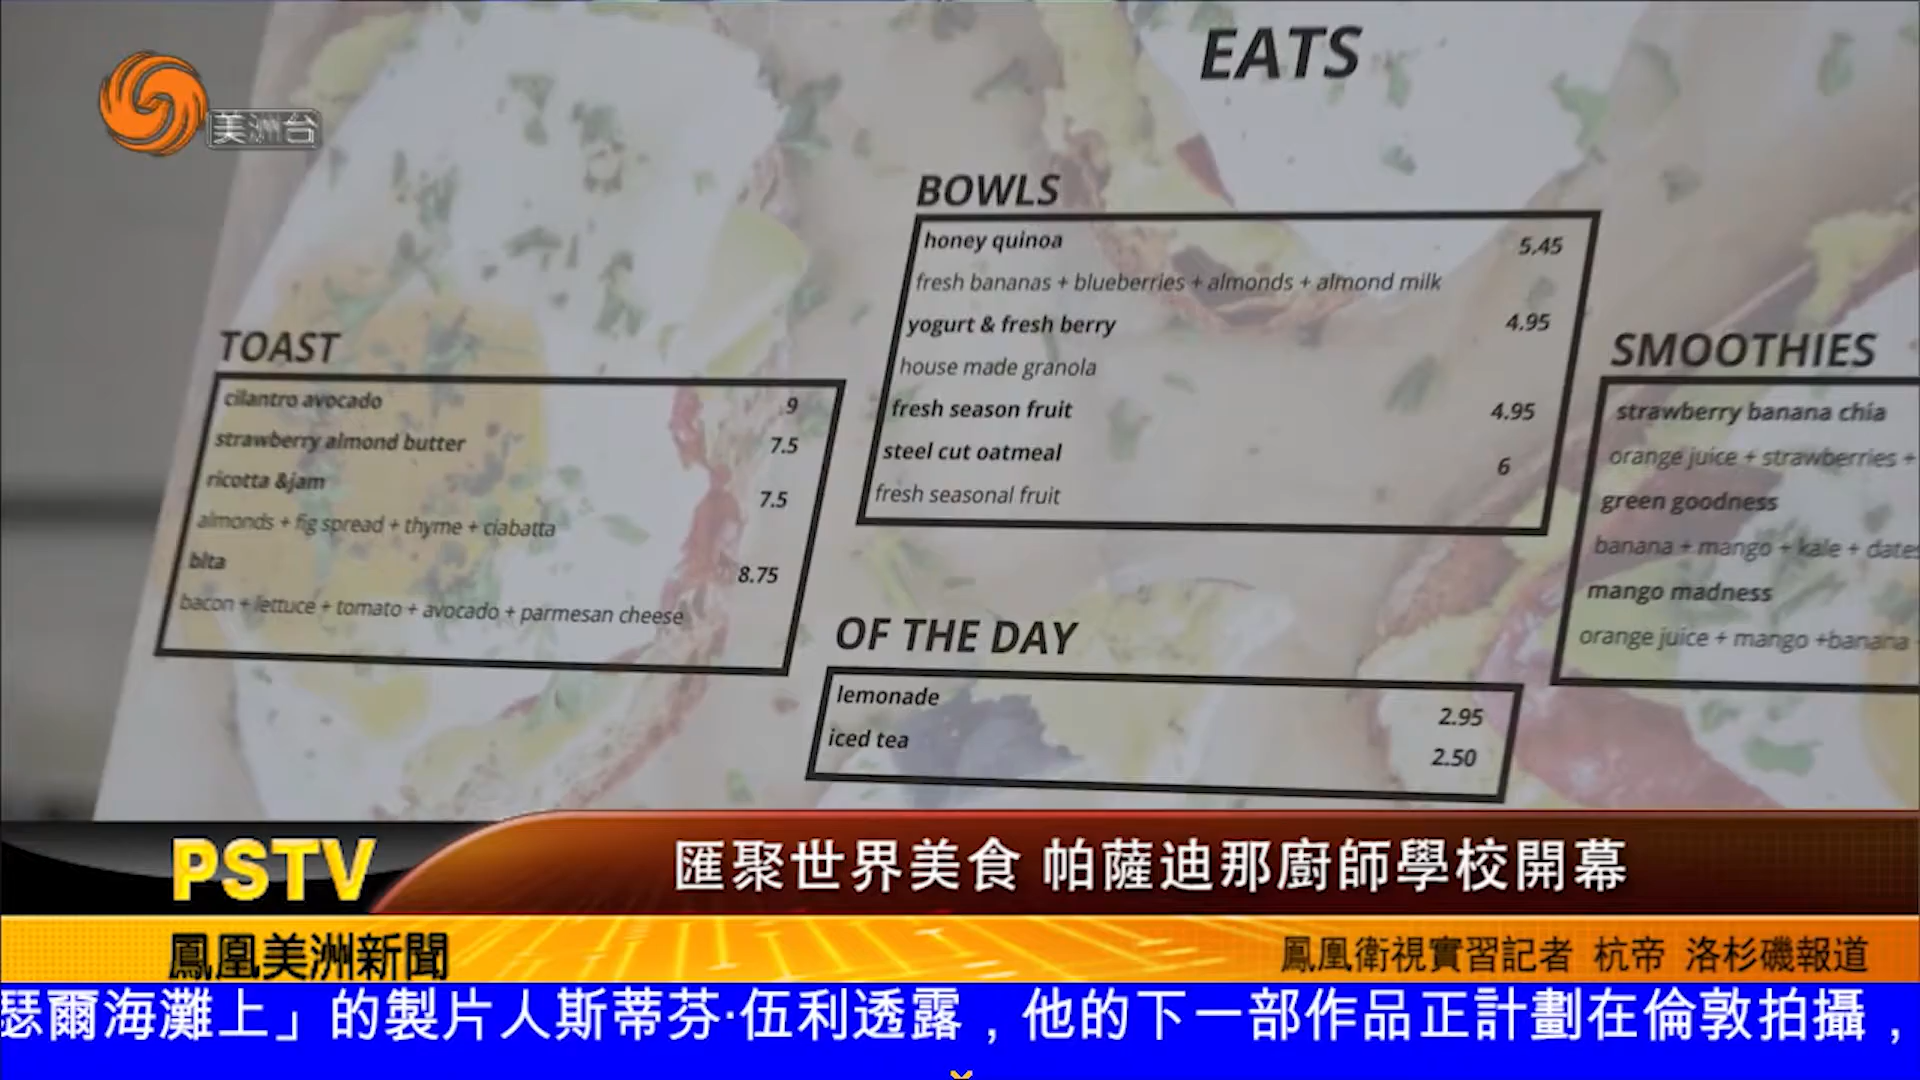 美洲台
EATS
BOWLS
honey quinoa 5.45
fresh bananas + blueberries + almonds + almond milk
yogurt & fresh berry 4.95
house made granola
fresh season fruit 4.95
steel cut oatmeal 6
fresh seasonal fruit
TOAST
cilantro avocado 9
strawberry almond butter 7.5
ricotta &jam 7.5
almonds + fig spread + thyme + ciabatta
blta 8.75
bacon + lettuce + tomato + avocado + parmesan cheese
SMOOTHIES
strawberry banana chia
orange juice + strawberries +
green goodness
banana + mango + kale + dates
mango madness
orange juice + mango +banana
OF THE DAY
lemonade 2.95
iced tea 2.50
PSTV
匯聚世界美食 帕薩迪那廚師學校開幕
鳳凰美洲新聞
鳳凰衛視實習記者 杭帝 洛杉磯報道
瑟爾海灘上」的製片人斯蒂芬·伍利透露，他的下一部作品正計劃在倫敦拍攝，